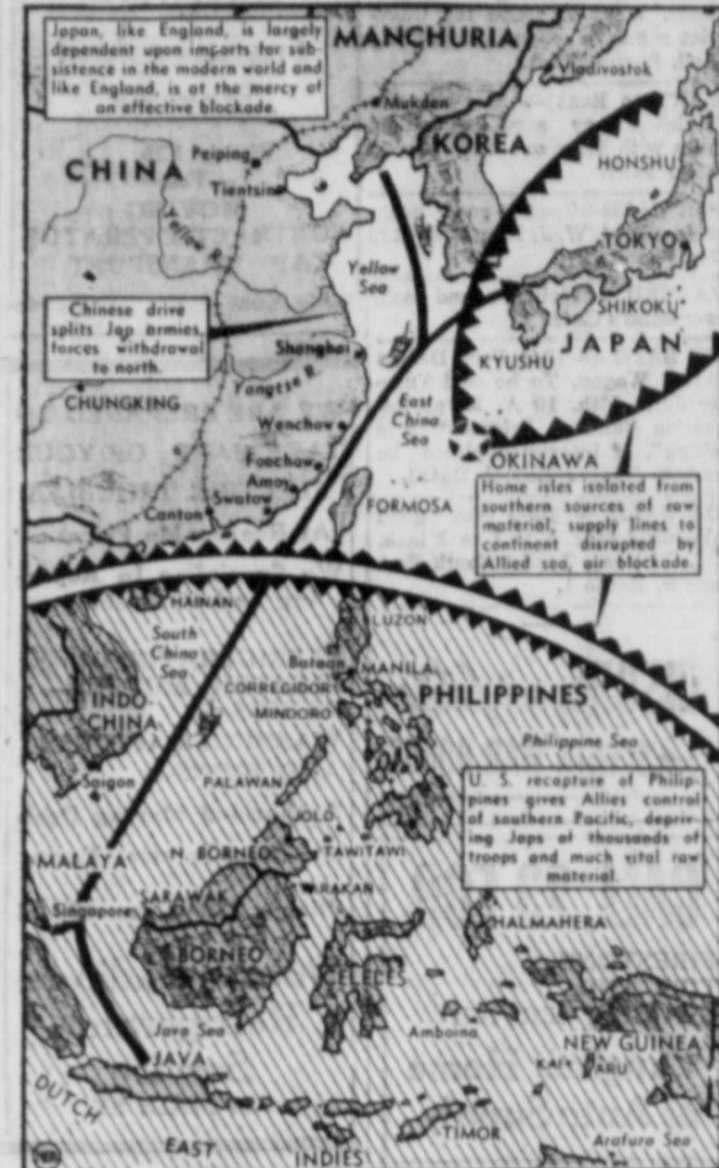 Japan, like England, is largely
dependent upon imports for sub-
sistence in the modern world and
like England, is at the mercy of
an effective blockade.
MANCHURIA
Vladivostok
Mukden
KOREA
Peiping
CHINA
Tientsin
HONSHU
Yellow R.
TOKYO
Yellow
Sea
SHIKOKU
Chinese drive
splits Jap armies,
forces withdrawal
to north.
JAPAN
Shanghai
KYUSHU
Yangtse R.
CHUNGKING
East
China
Sea
Wenchow
OKINAWA
Foochow
Amoy
Swatow
Canton
FORMOSA
Home isles isolated from
southern sources of raw
material, supply lines to
continent disrupted by
Allied sea, air blockade.
HAINAN
LUZON
South
China
Sea
Bataan
MANILA
CORREGIDOR
PHILIPPINES
MINDORO
INDO-
CHINA
Philippine Sea
Saigon
PALAWAN
U. S. recapture of Philip-
pines gives Allies control
of southern Pacific, depriv-
ing Japs of thousands of
troops and much vital raw
material.
JOLO
N. BORNEO
TAWITAWI
MALAYA
TARAKAN
SARAWAK
Singapore
HALMAHERA
BORNEO
CELEBES
Java Sea
Amboina
NEW GUINEA
JAVA
KAI
ARU
DUTCH
EAST
INDIES
TIMOR
Arafura Sea